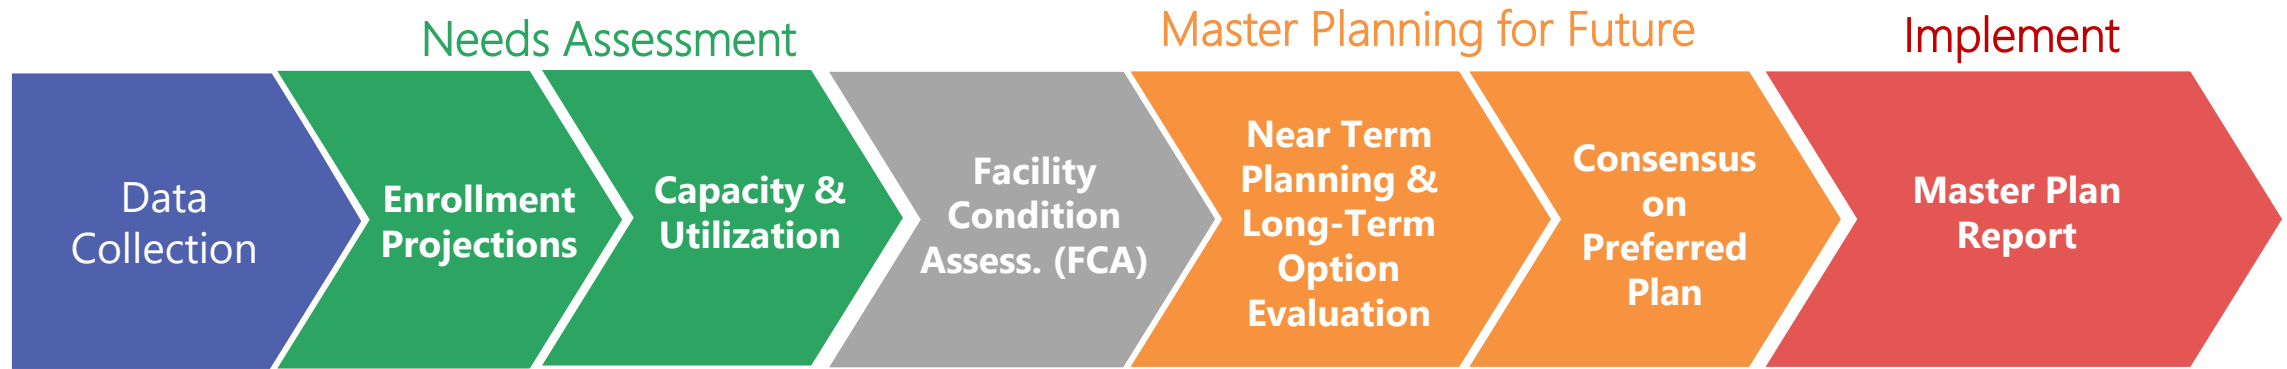 Needs Assessment
Master Planning for Future
Implement
Data
Collection
Enrollment
Projections
Capacity &
Utilization
Facility
Condition
Assess. (FCA)
Near Term
Planning &
Long-Term
Option
Evaluation
Consensus
on
Preferred
Plan
Master Plan
Report